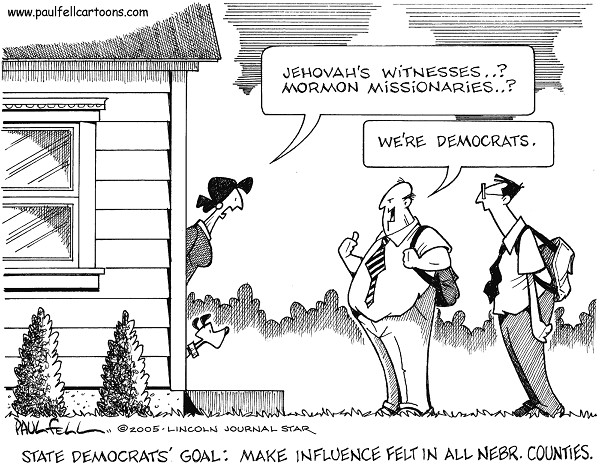 www.paulfellcartoons.com
JEHOVAH'S WITNESSES..?
MORMON MISSIONARIES..?
WE'RE DEMOCRATS.
PAUL FELL ©2005 - LINCOLN JOURNAL STAR
STATE DEMOCRATS' GOAL: MAKE INFLUENCE FELT IN ALL NEBR. COUNTIES.